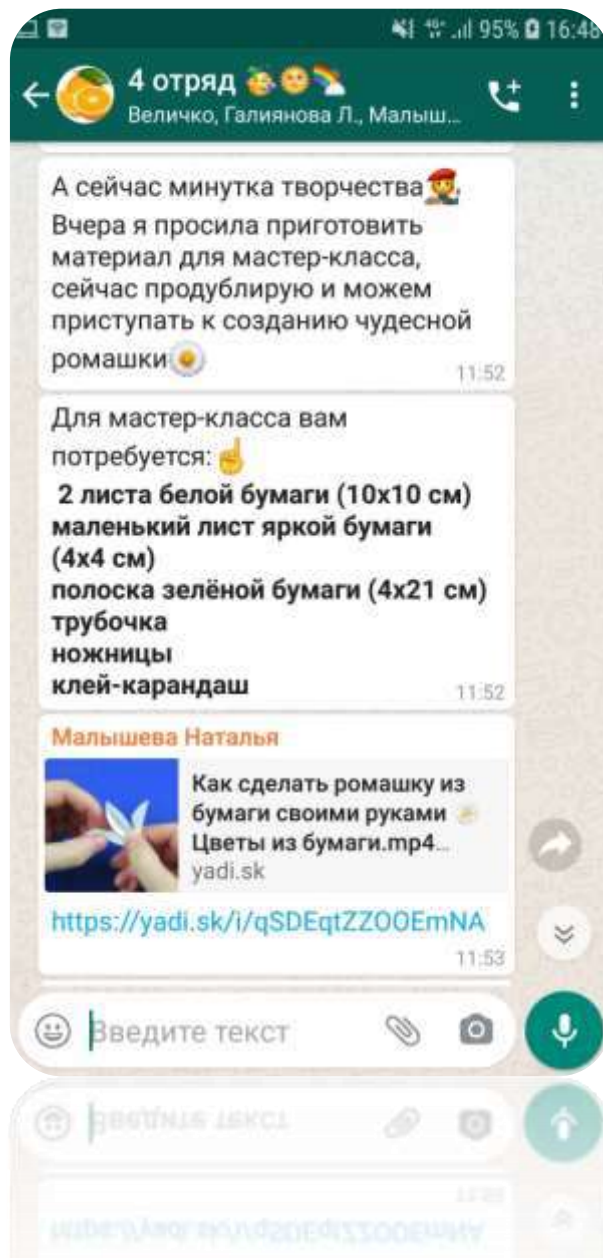 95% 16:48
4 отряд
Величко, Галиянова Л., Малыш...
А сейчас минутка творчества
Вчера я просила приготовить
материал для мастер-класса,
сейчас продублирую и можем
приступать к созданию чудесной
ромашки
11:52
Для мастер-класса вам
потребуется:
2 листа белой бумаги (10х10 см)
маленький лист яркой бумаги
(4х4 см)
полоска зелёной бумаги (4х21 см)
трубочка
ножницы
клей-карандаш
11:52
Малышева Наталья
Как сделать ромашку из
бумаги своими руками
Цветы из бумаги.mp4...
yadi.sk
https://yadi.sk/i/qSDEqtZZOOEmNA
11:53
Введите текст